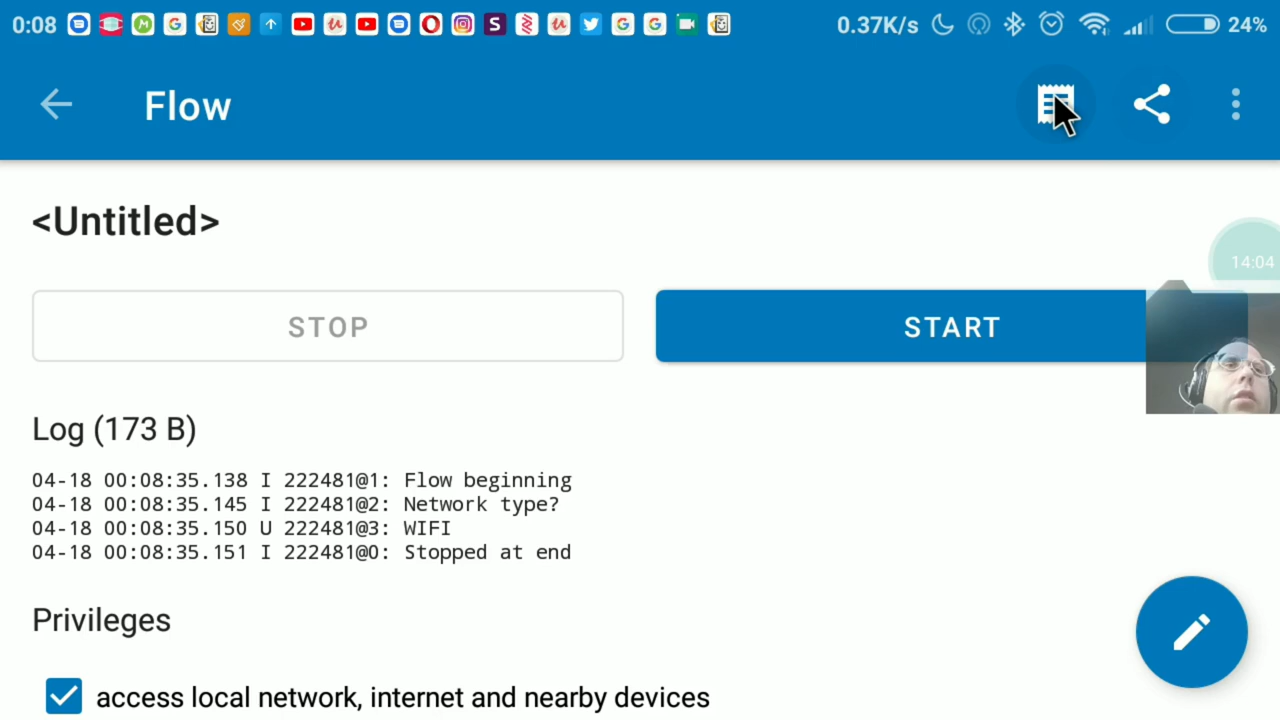 0:08 0.37K/s 24%
Flow
<Untitled>
14:04
STOP START
Log (173 B)
04-18 00:08:35.138 I 222481@1: Flow beginning
04-18 00:08:35.145 I 222481@2: Network type?
04-18 00:08:35.150 U 222481@3: WIFI
04-18 00:08:35.151 I 222481@0: Stopped at end
Privileges
access local network, internet and nearby devices